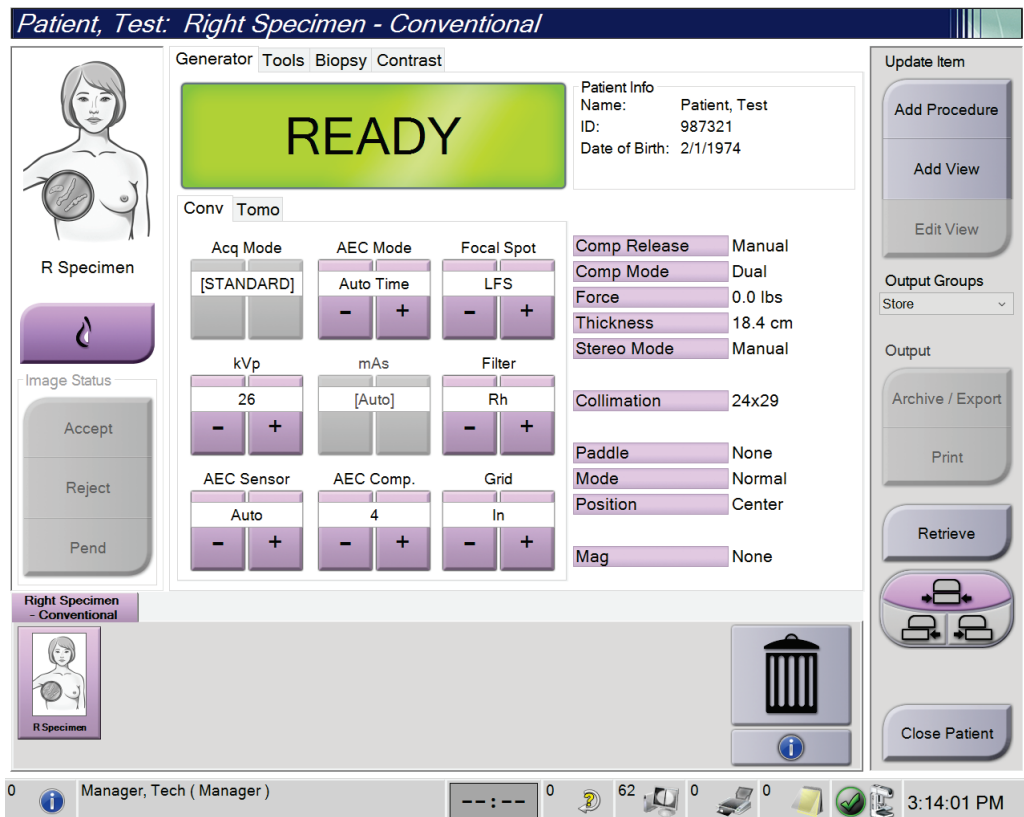 Patient, Test: Right Specimen - Conventional
Generator Tools Biopsy Contrast
R Specimen
Image Status
Accept
Reject
Pend
READY
Patient Info
Name: Patient, Test
ID: 987321
Date of Birth: 2/1/1974
Conv Tomo
Acq Mode AEC Mode Focal Spot
[STANDARD] Auto Time LFS
- + - +
kVp mAs Filter
26 [Auto] Rh
- + - +
AEC Sensor AEC Comp. Grid
Auto 4 In
- + - + - +
Comp Release Manual
Comp Mode Dual
Force 0.0 lbs
Thickness 18.4 cm
Stereo Mode Manual
Collimation 24x29
Paddle None
Mode Normal
Position Center
Mag None
Update Item
Add Procedure
Add View
Edit View
Output Groups
Store
Output
Archive / Export
Print
Retrieve
Close Patient
Right Specimen
- Conventional
R Specimen
i
0 i Manager, Tech ( Manager ) --:-- 0 ? 62 0 0 3:14:01 PM